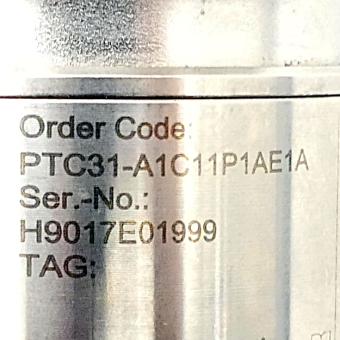 Order Code:
PTC31-A1C11P1AE1A
Ser.-No.:
H9017E01999
TAG: